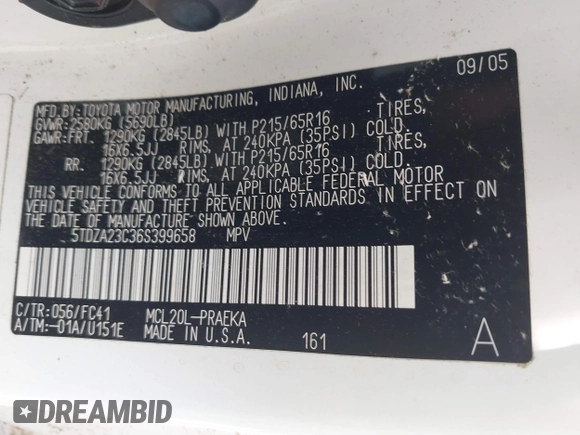 09/05
MFD.BY:TOYOTA MOTOR MANUFACTURING, INDIANA, INC.
GVWR:2580KG (5690LB)
GAWR:FRT. 1290KG (2845LB) WITH P215/65R16 TIRES,
16X6.5JJ RIMS, AT 240KPA (35PSI) COLD.
RR. 1290KG (2845LB) WITH P215/65R16 TIRES,
16X6.5JJ RIMS, AT 240KPA (35PSI) COLD.
THIS VEHICLE CONFORMS TO ALL APPLICABLE FEDERAL MOTOR
VEHICLE SAFETY AND THEFT PREVENTION STANDARDS IN EFFECT ON
THE DATE OF MANUFACTURE SHOWN ABOVE.
5TDZA23C36S399658 MPV
C/TR:056/FC41 MCL20L-PRAEKA
A/TM:-01A/U151E MADE IN U.S.A. 161 A
DREAMBID